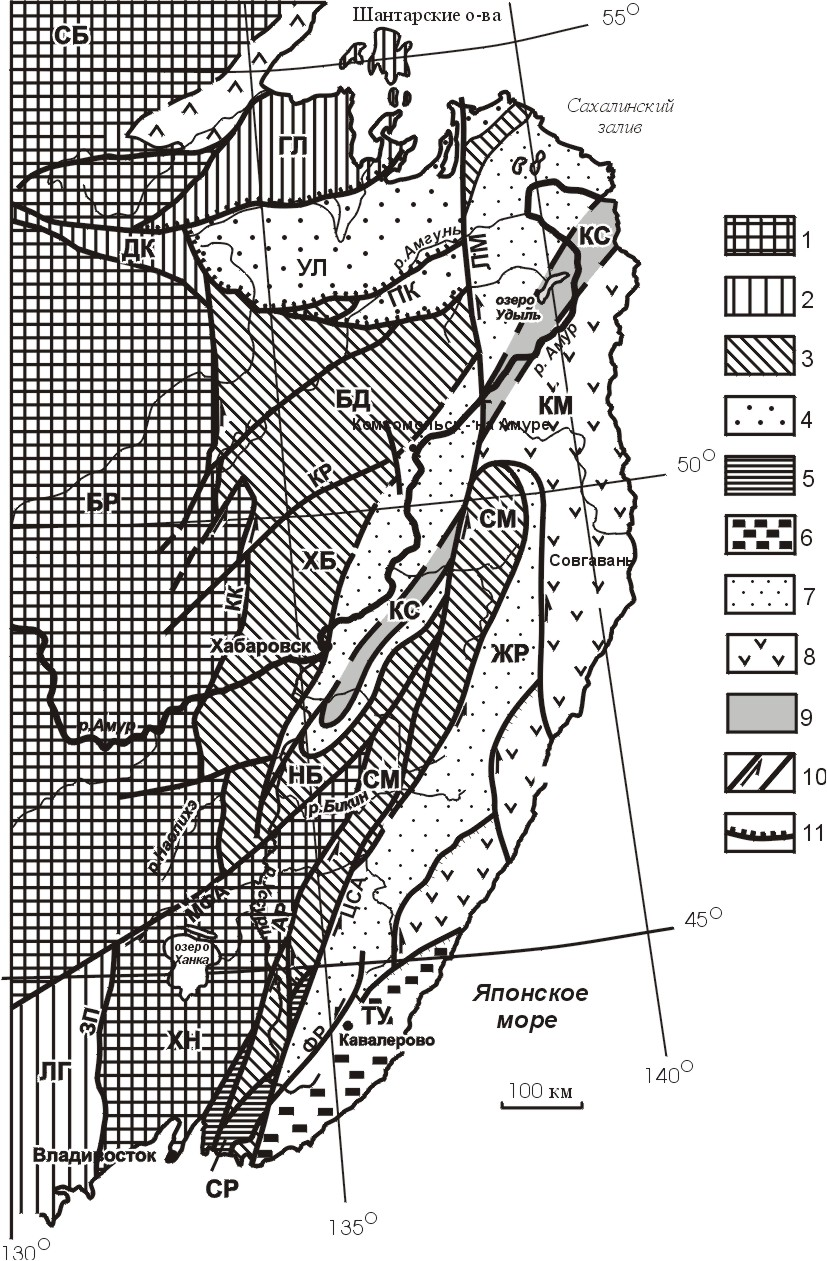 Шантарские о-ва
55°
СБ
Сахалинский
залив
ГЛ
КС
1
ДК
р.Амгунь
ЛМ
УЛ
ПК
2
озеро
Удыль
р. Амур
3
БД
КМ
Комсомольск - на Амуре
4
50°
КР
5
БР
СМ
6
ХБ
Совгавань
КК
7
КС
Хабаровск
ЖР
8
р.Амур
9
НБ
СМ
10
р.Бикин
11
МФА
ЦСА
АР
45°
озеро
Ханка
Японское
море
ЗП
ТУ
ХН
ФР
Кавалерово
ЛГ
140°
100 км
Владивосток
СР
135°
130°